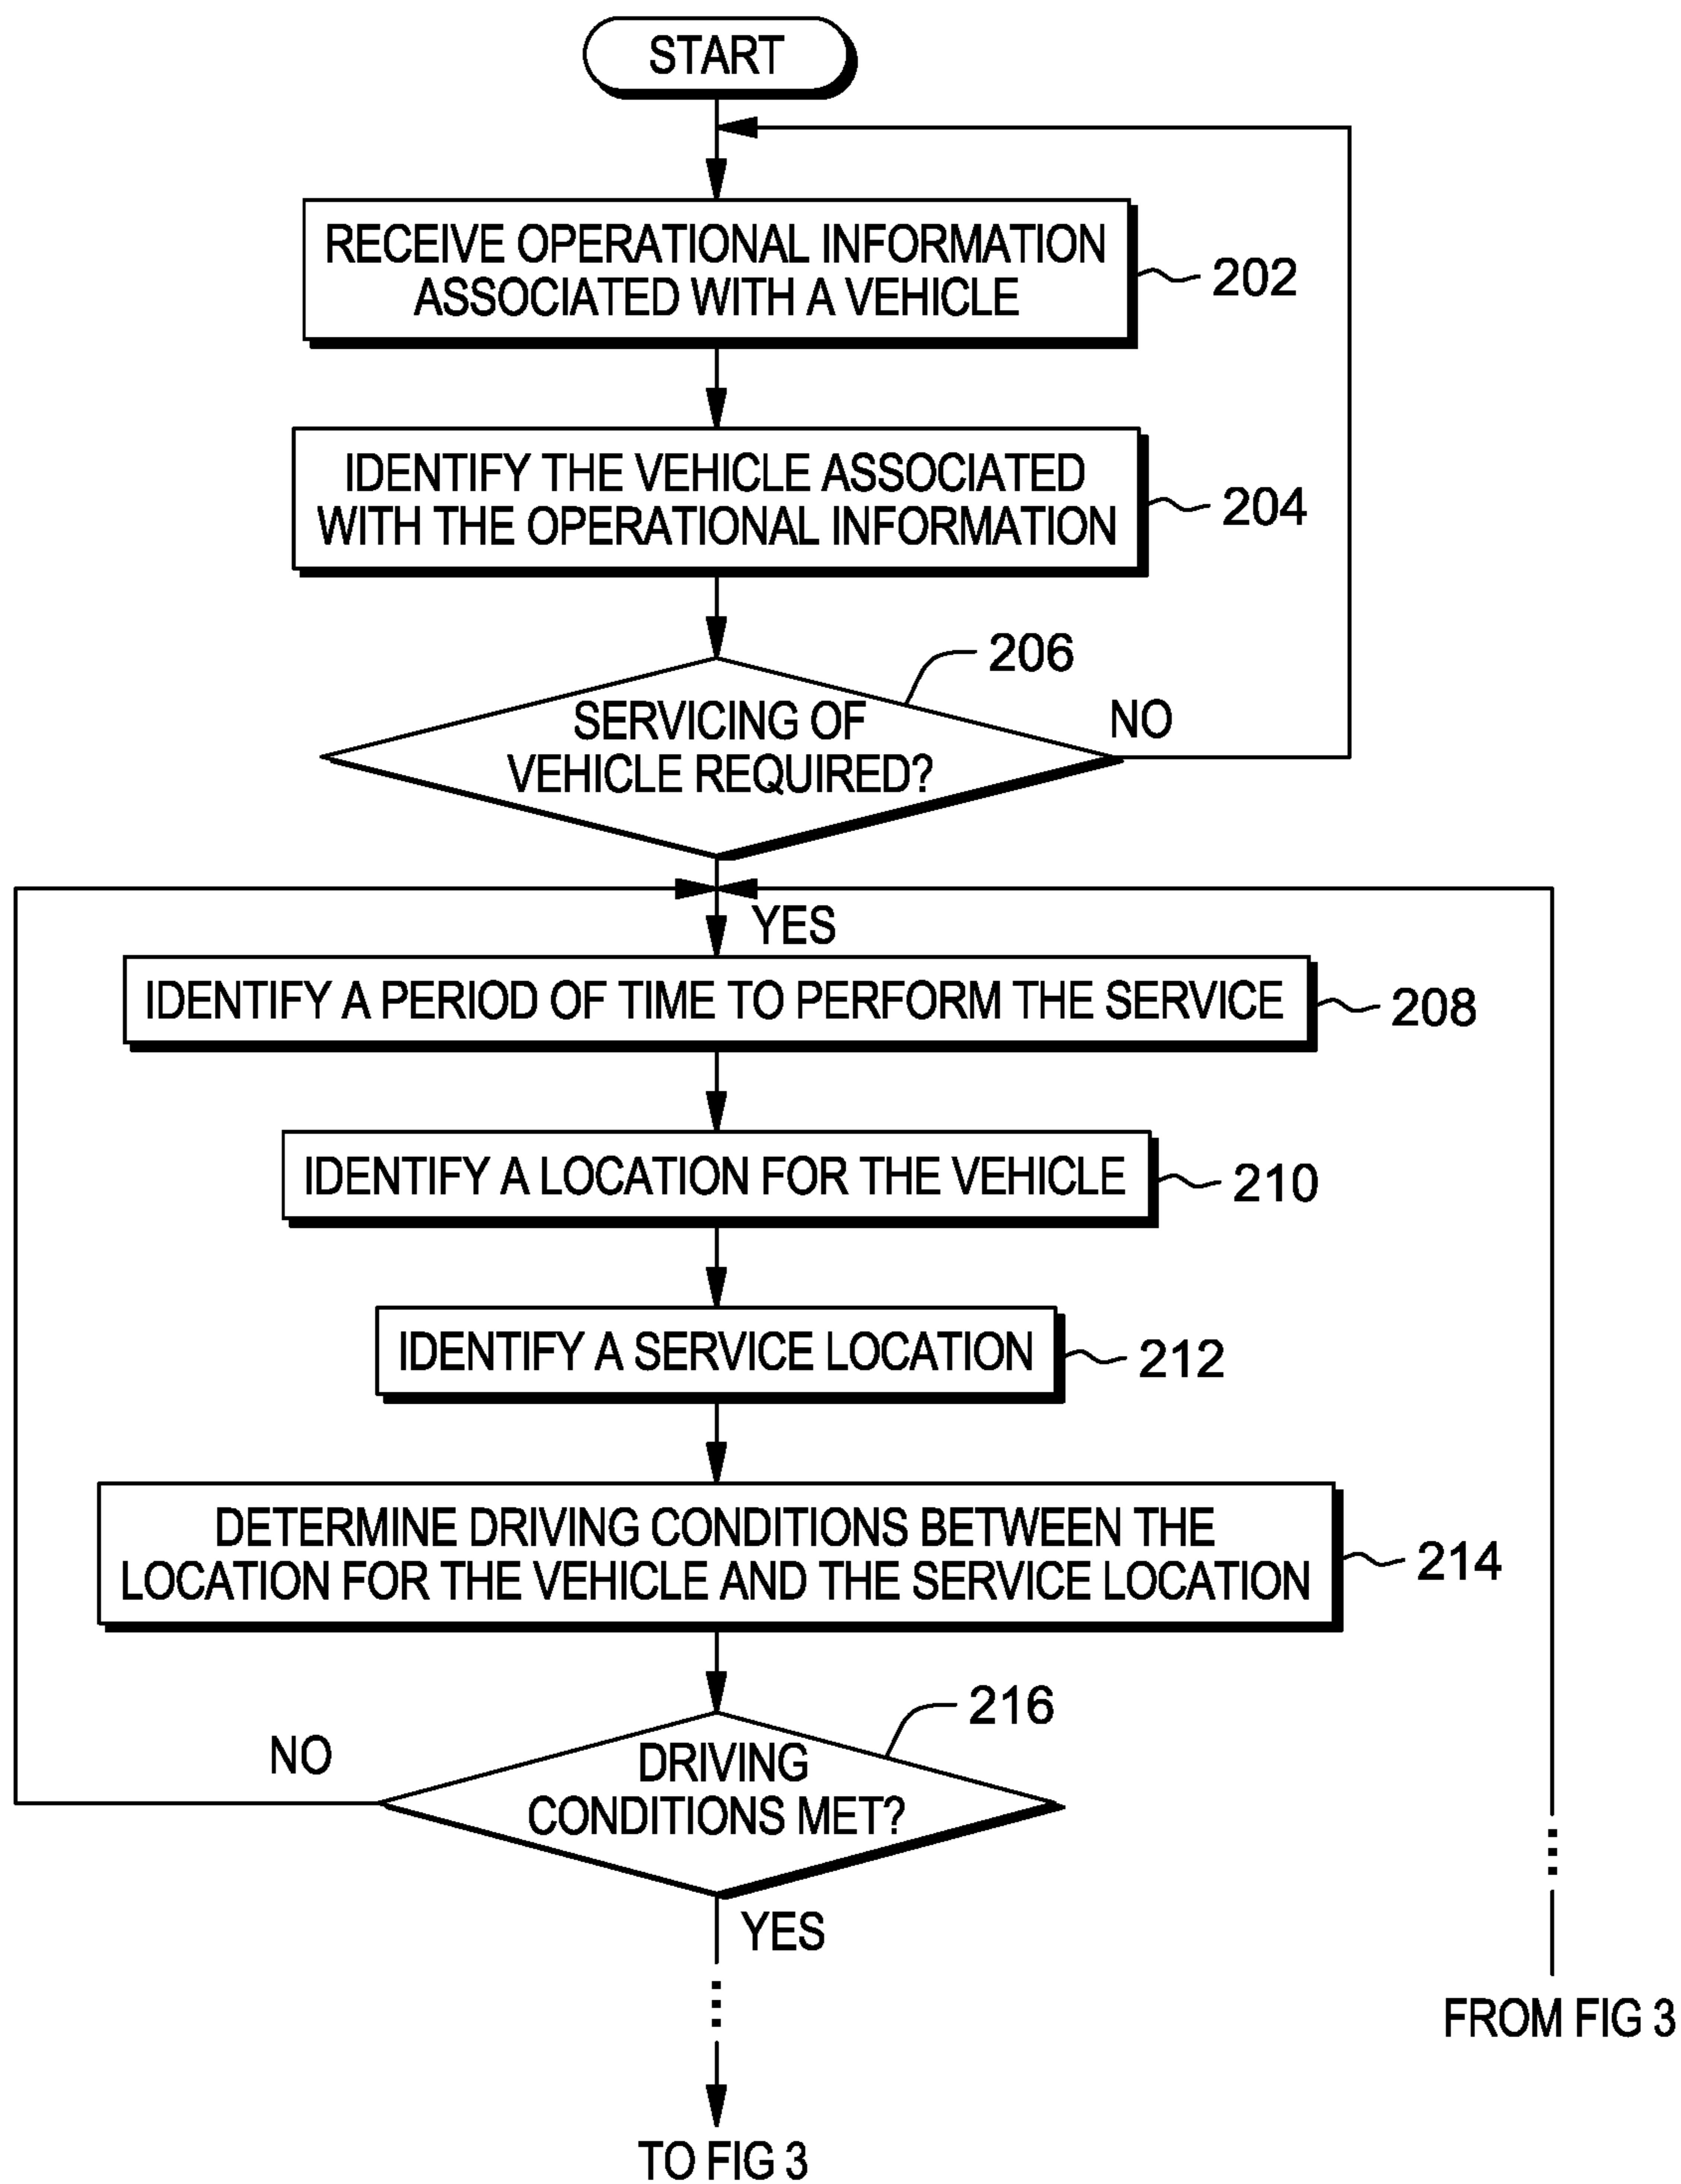 START
RECEIVE OPERATIONAL INFORMATION
ASSOCIATED WITH A VEHICLE
202
IDENTIFY THE VEHICLE ASSOCIATED
WITH THE OPERATIONAL INFORMATION
204
206
SERVICING OF
VEHICLE REQUIRED?
NO
YES
IDENTIFY A PERIOD OF TIME TO PERFORM THE SERVICE
208
IDENTIFY A LOCATION FOR THE VEHICLE
210
IDENTIFY A SERVICE LOCATION
212
DETERMINE DRIVING CONDITIONS BETWEEN THE
LOCATION FOR THE VEHICLE AND THE SERVICE LOCATION
214
216
DRIVING
CONDITIONS MET?
NO
YES
FROM FIG 3
TO FIG 3